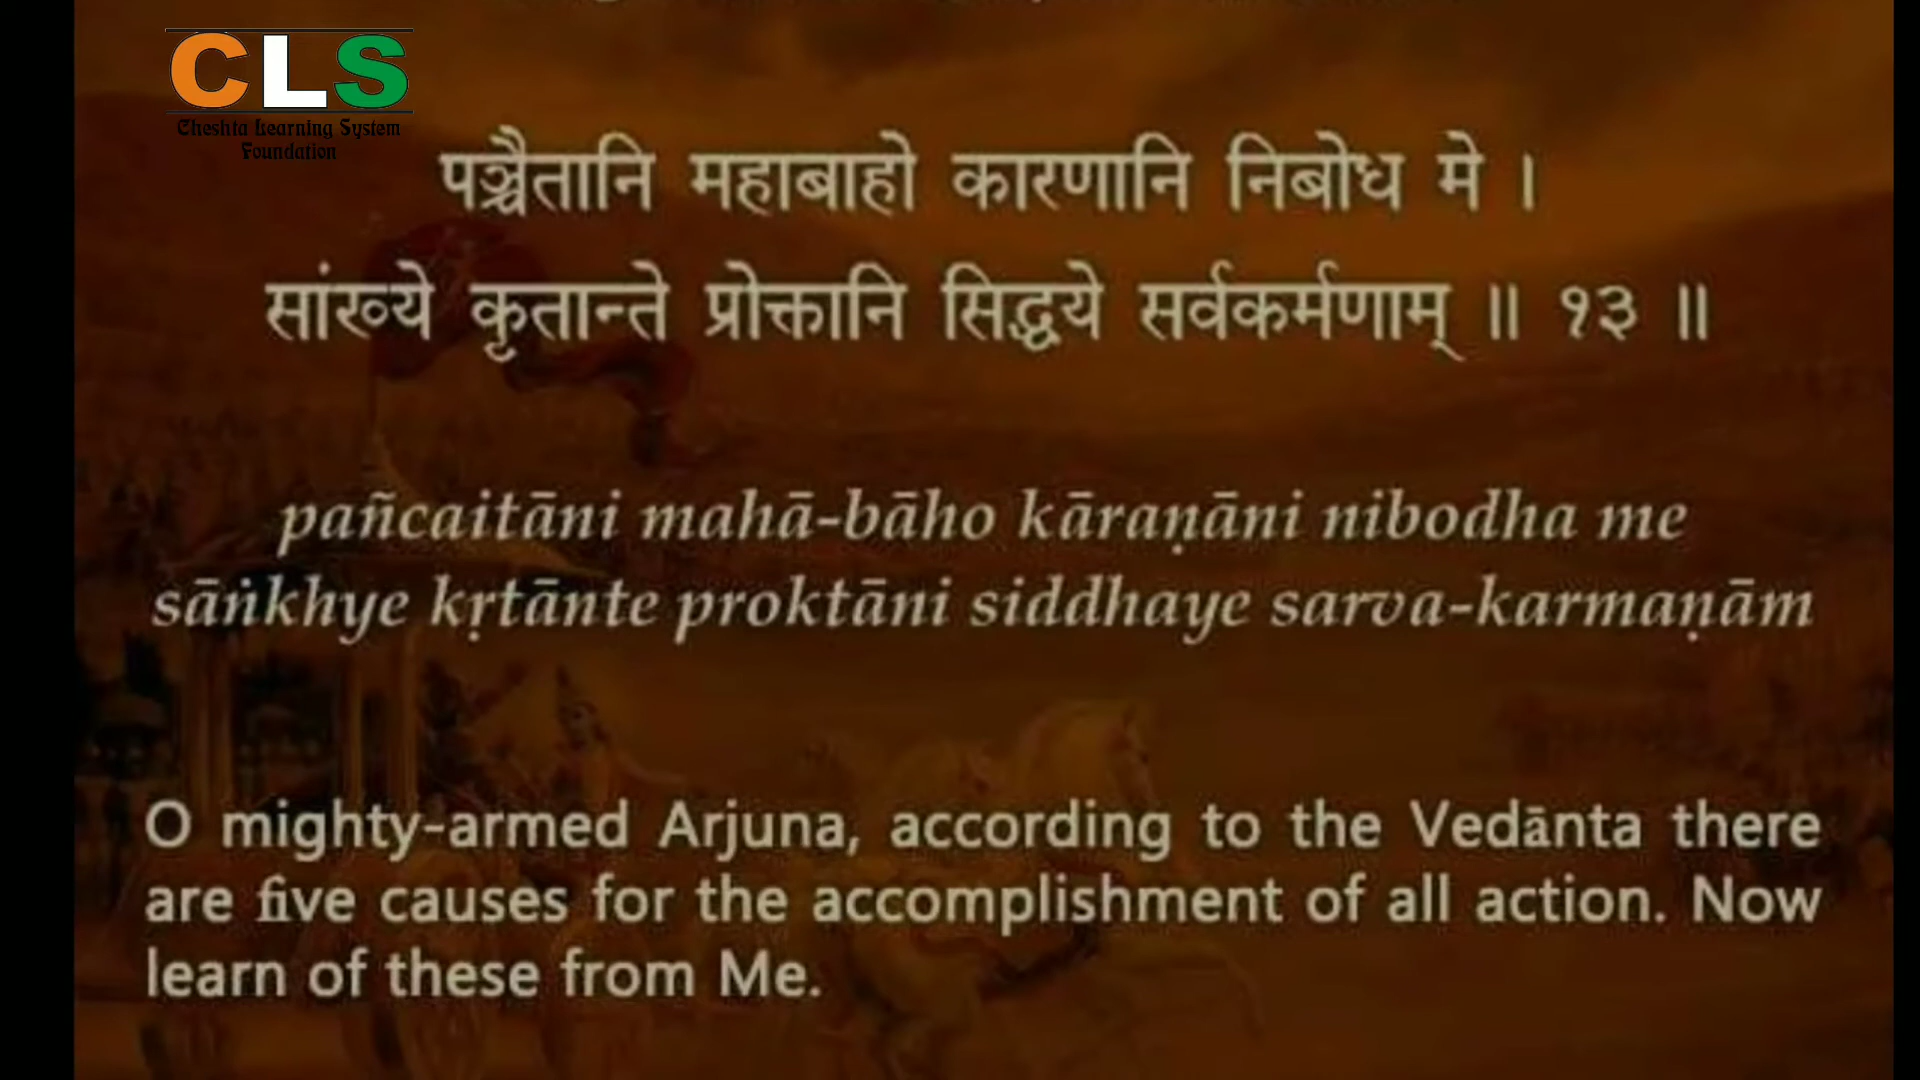 CLS
Cheshta Learning System
Foundation
पञ्चैतानि महाबाहो कारणानि निबोध मे ।
सांख्ये कृतान्ते प्रोक्तानि सिद्धये सर्वकर्मणाम् ॥ १३ ॥
pañcaitāni mahā-bāho kāraṇāni nibodha me
sāṅkhye kṛtānte proktāni siddhaye sarva-karmaṇām
O mighty-armed Arjuna, according to the Vedānta there
are five causes for the accomplishment of all action. Now
learn of these from Me.